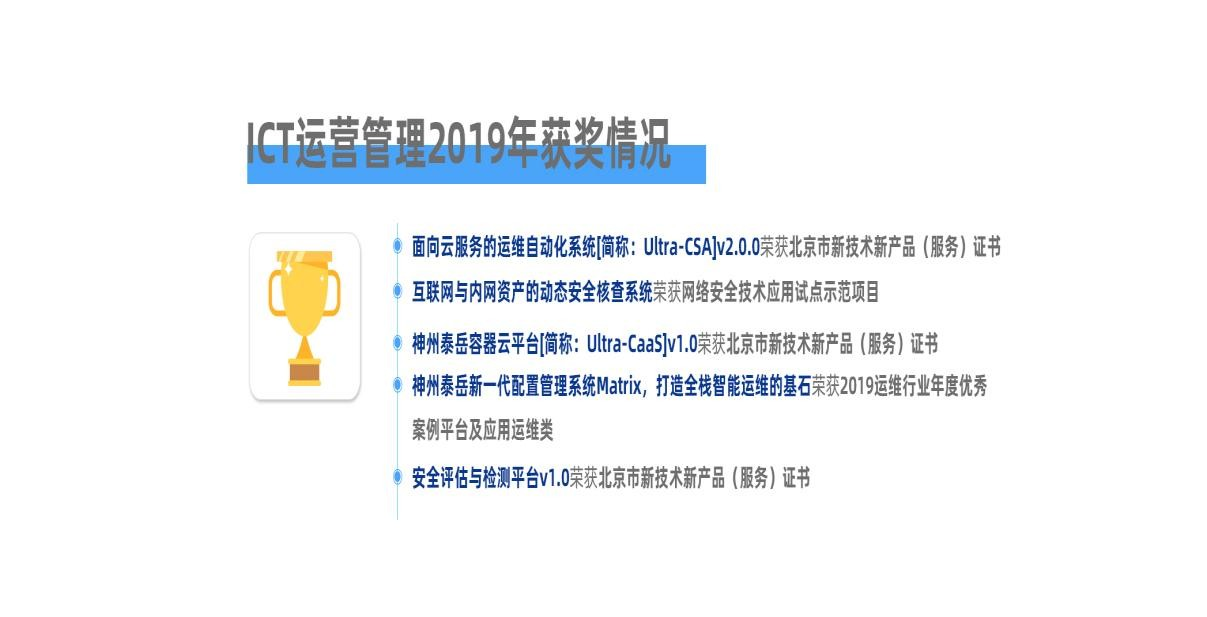 ICT运营管理2019年获奖情况
面向云服务的运维自动化系统[简称：Ultra-CSA]v2.0.0荣获北京市新技术新产品（服务）证书
互联网与内网资产的动态安全核查系统荣获网络安全技术应用试点示范项目
神州泰岳容器云平台[简称：Ultra-CaaS]v1.0荣获北京市新技术新产品（服务）证书
神州泰岳新一代配置管理系统Matrix，打造全栈智能运维的基石荣获2019运维行业年度优秀
案例平台及应用运维类
安全评估与检测平台v1.0荣获北京市新技术新产品（服务）证书